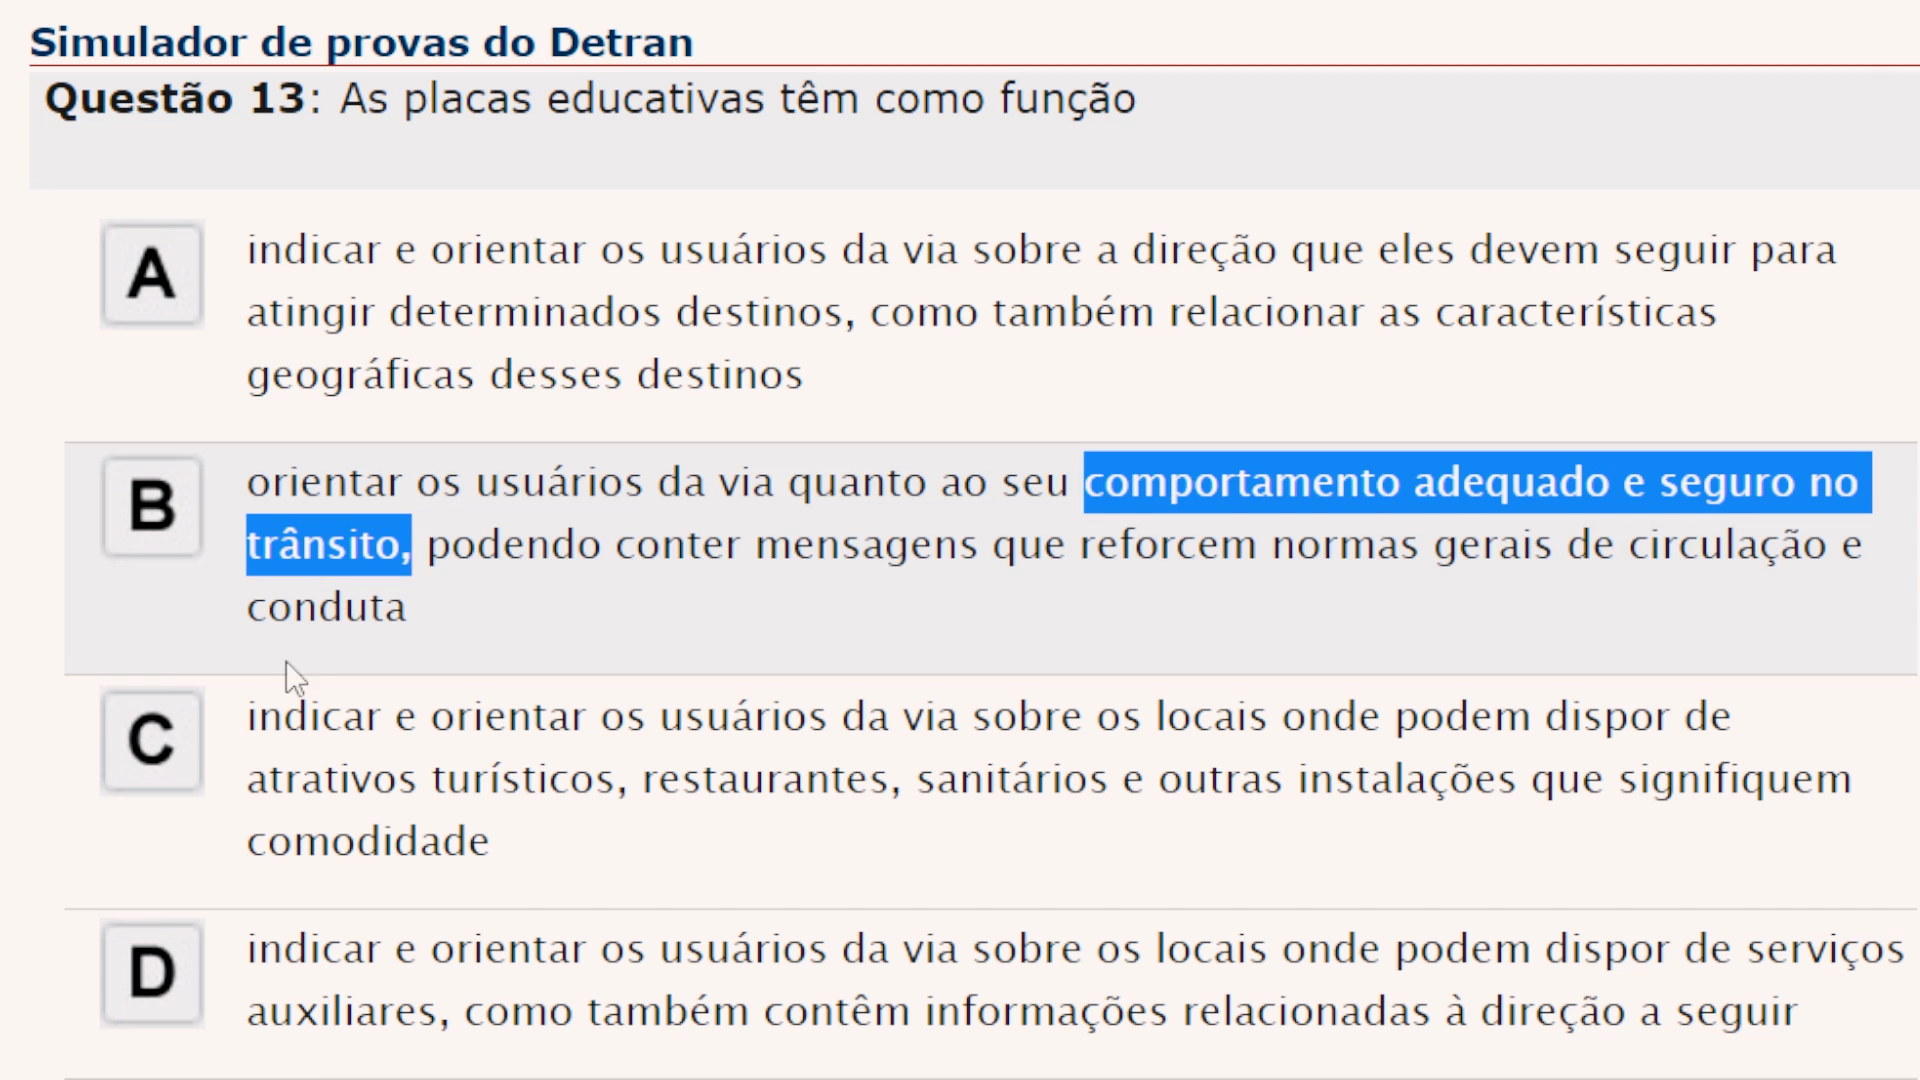 Simulador de provas do Detran
Questão 13: As placas educativas têm como função
A
indicar e orientar os usuários da via sobre a direção que eles devem seguir para
atingir determinados destinos, como também relacionar as características
geográficas desses destinos
B
orientar os usuários da via quanto ao seu comportamento adequado e seguro no
trânsito, podendo conter mensagens que reforcem normas gerais de circulação e
conduta
C
indicar e orientar os usuários da via sobre os locais onde podem dispor de
atrativos turísticos, restaurantes, sanitários e outras instalações que signifiquem
comodidade
D
indicar e orientar os usuários da via sobre os locais onde podem dispor de serviços
auxiliares, como também contêm informações relacionadas à direção a seguir